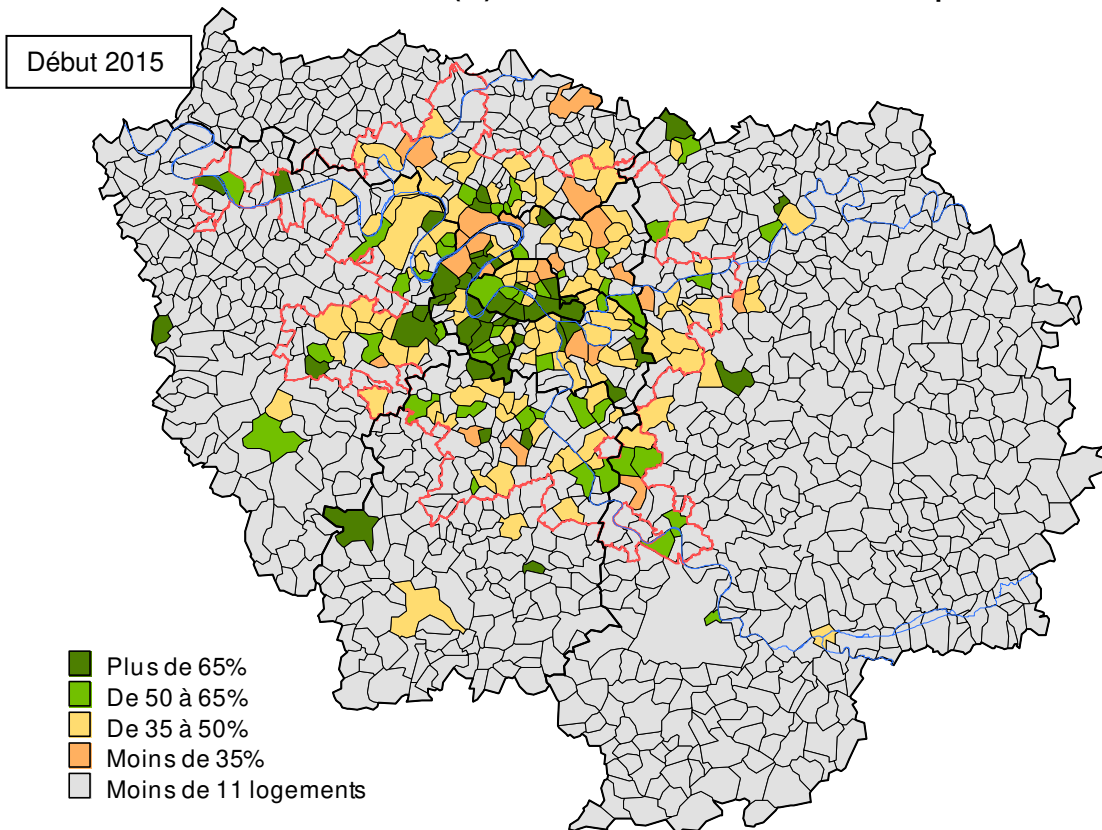 (
Début 2015
Plus de 65%
De 50 à 65%
De 35 à 50%
Moins de 35%
Moins de 11 logements